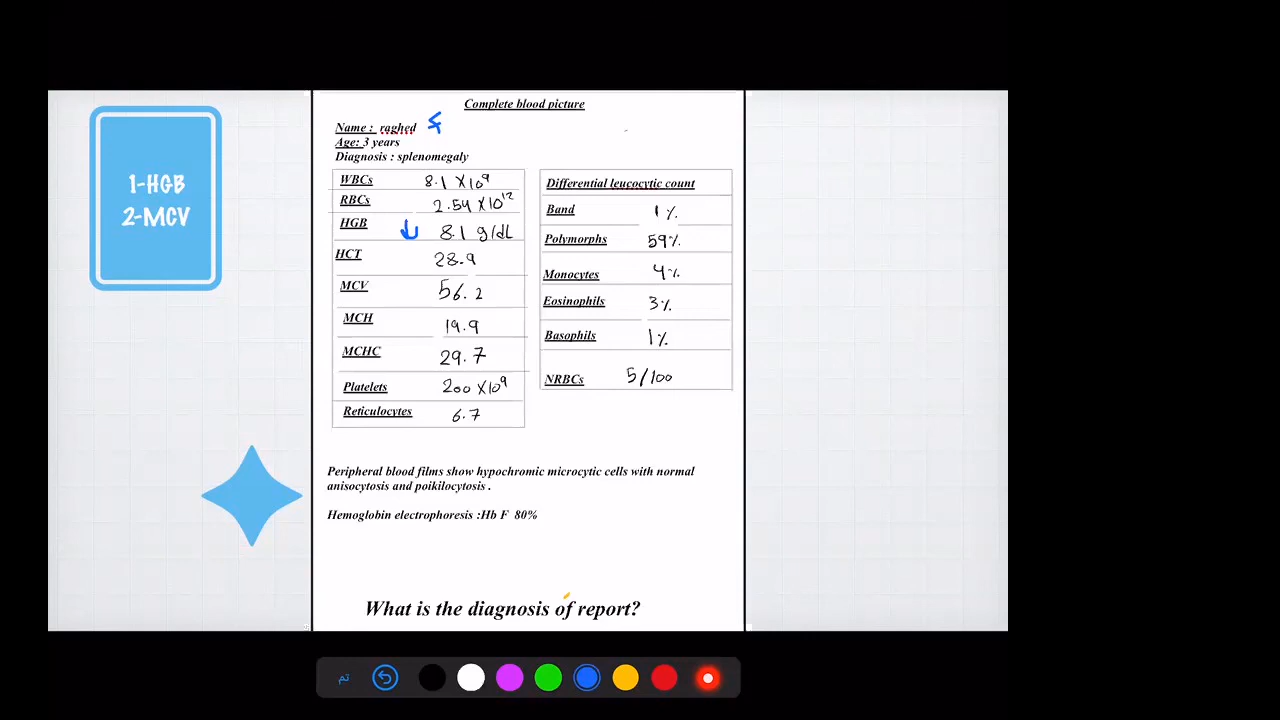 1-HGB
2-MCV
Complete blood picture
Name : raghed
Age: 3 years
Diagnosis : splenomegaly
WBCs 8.1 X10⁹
RBCs 2.54 X10¹²
HGB ↓ 8.1 g/dL
HCT 28.9
MCV 56.2
MCH 19.9
MCHC 29.7
Platelets 200 X10⁹
Reticulocytes 6.7
Differential leucocytic count
Band 1%
Polymorphs 59%
Monocytes 4%
Eosinophils 3%
Basophils 1%
NRBCs 5/100
Peripheral blood films show hypochromic microcytic cells with normal
anisocytosis and poikilocytosis .
Hemoglobin electrophoresis :Hb F 80%
What is the diagnosis of report?
تم